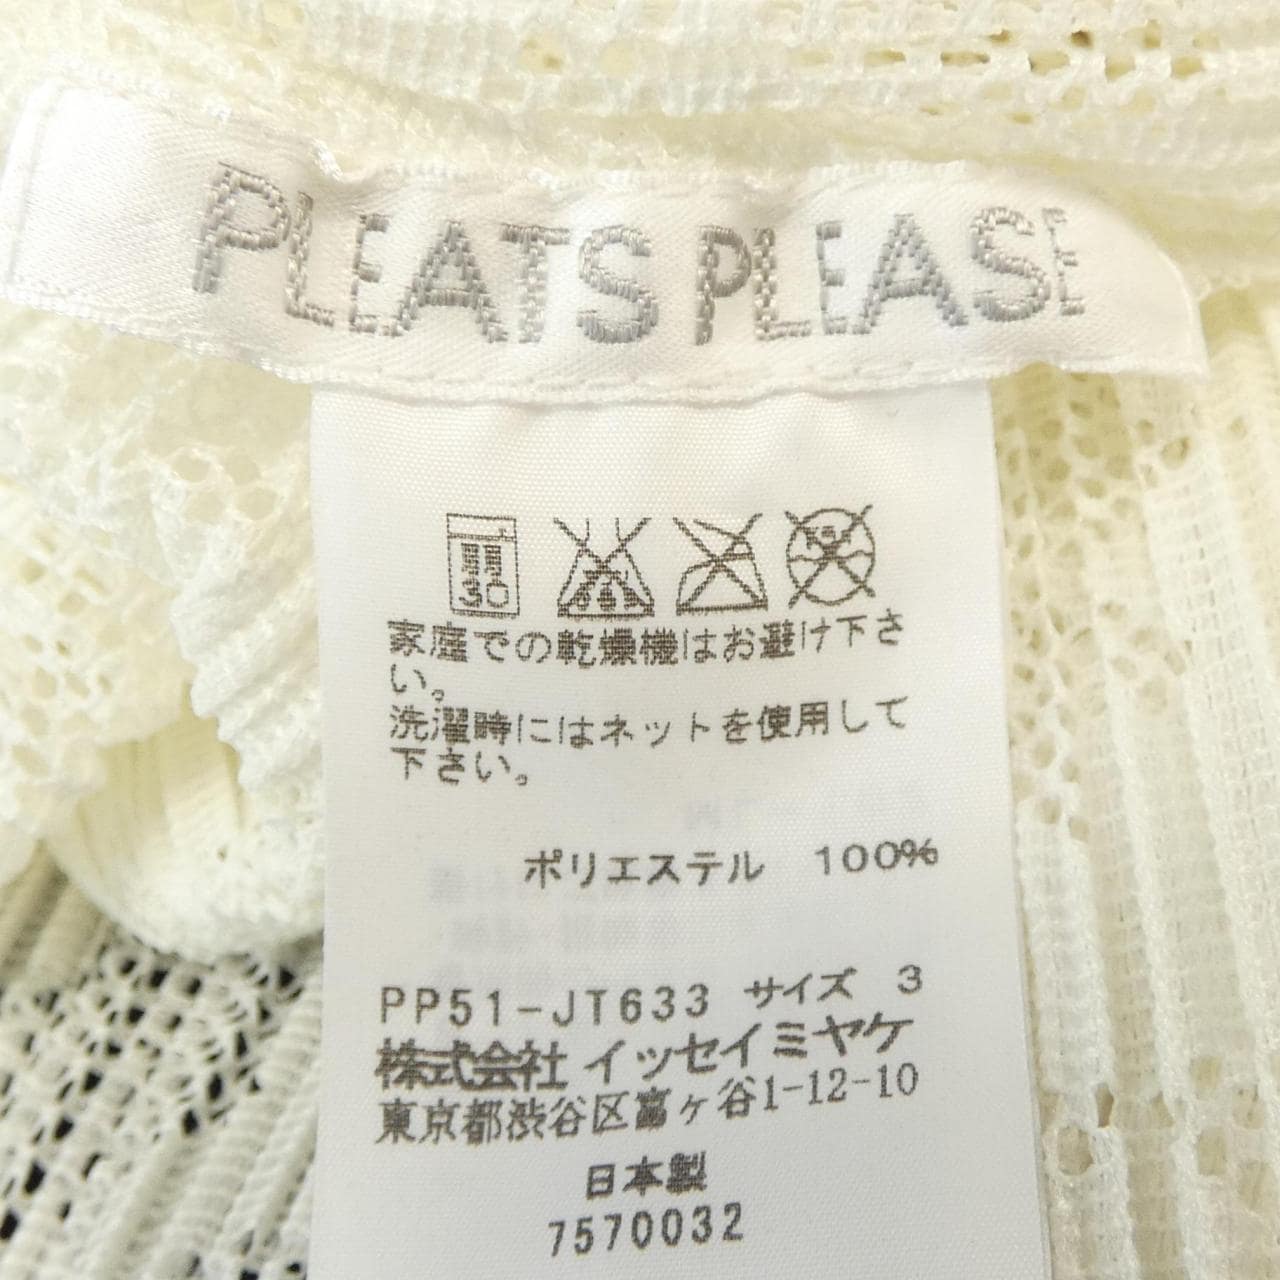 PLEATS PLEASE
弱
30
家庭での乾燥機はお避け下さ
い。
洗濯時にはネットを使用して
下さい。
ポリエステル 100%
PP51-JT633 サイズ 3
株式会社 イッセイミヤケ
東京都渋谷区富ヶ谷1-12-10
日本製
7570032